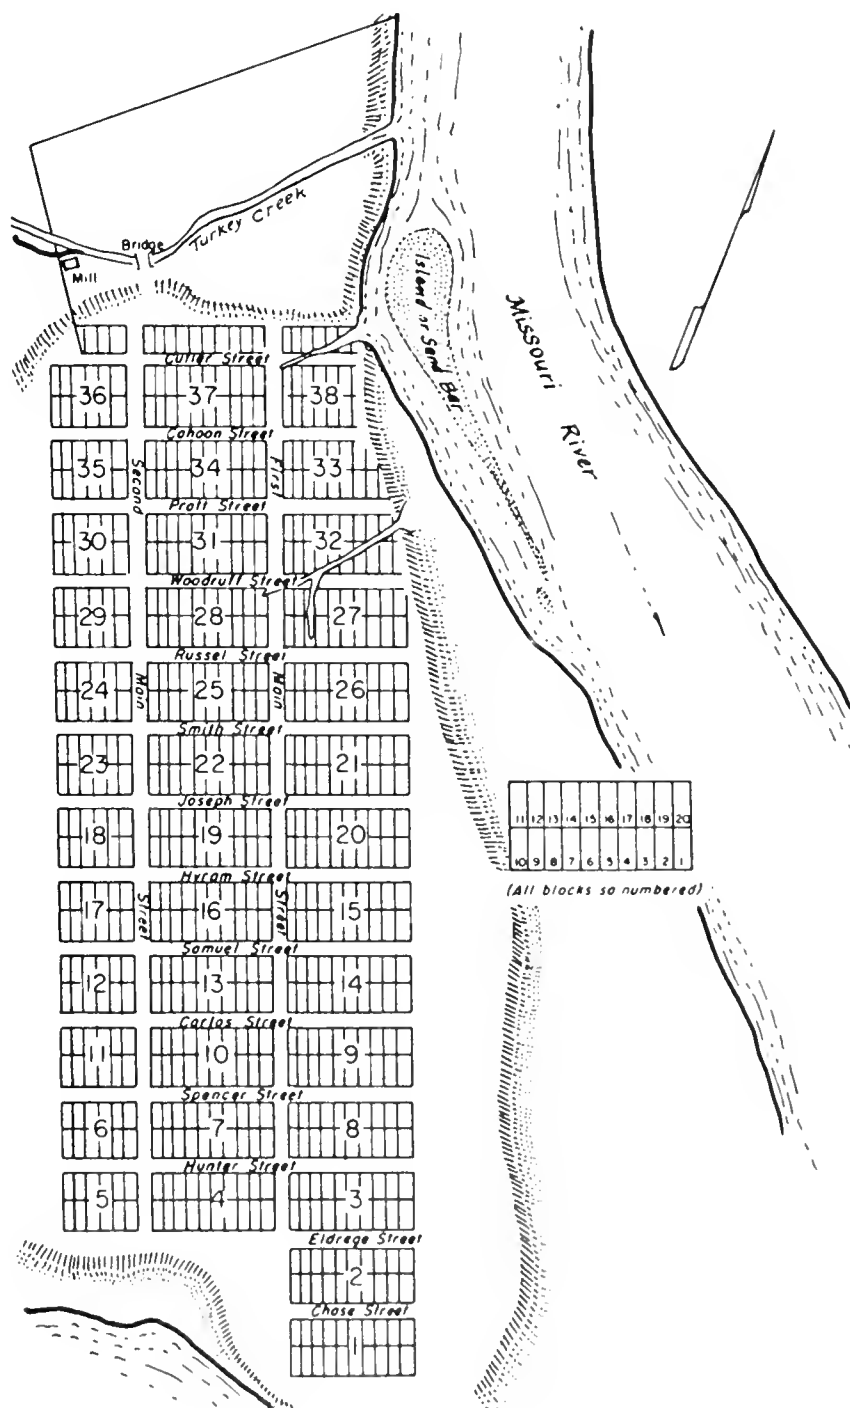 Turkey Creek
Bridge
Mill
Island or Sand Bar
Missouri
River
Cutler Street
36 37 38
Cahoon Street
35 34 33
Second
First
Pratt Street
30 31 32
Woodruff Street
29 28 27
Russel Street
24 25 26
Main
Main
Smith Street
23 22 21
Joseph Street
18 19 20
11 12 13 14 15 16 17 18 19 20
10 9 8 7 6 5 4 3 2 1
(All blocks so numbered)
Hyram Street
17 16 15
Street
Street
Samuel Street
12 13 14
Carlos Street
11 10 9
Spencer Street
6 7 8
Hunter Street
5 4 3
Eldrege Street
2
Chase Street
1